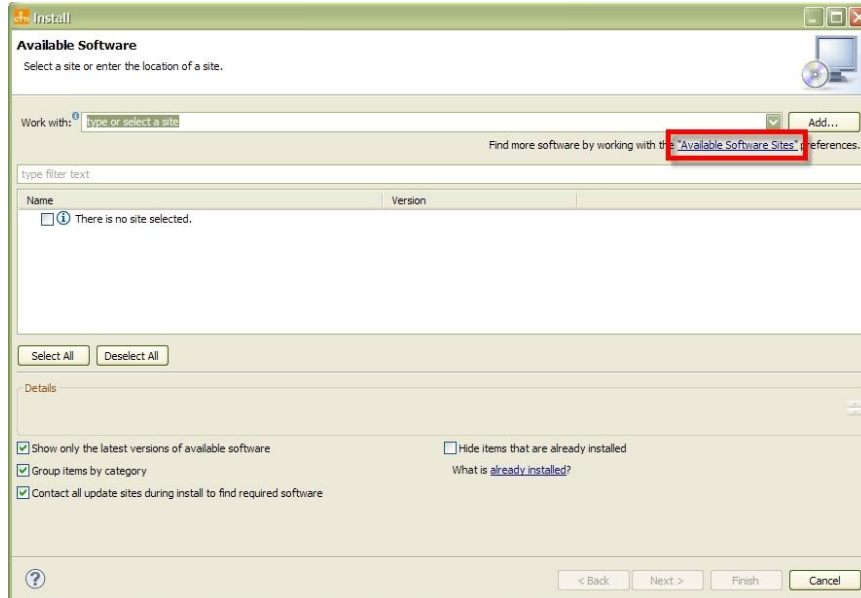 Install
Available Software
Select a site or enter the location of a site.
Work with: type or select a site
Add...
Find more software by working with the "Available Software Sites" preferences.
type filter text
Name Version
There is no site selected.
Select All Deselect All
Details
Show only the latest versions of available software
Hide items that are already installed
Group items by category
What is already installed?
Contact all update sites during install to find required software
< Back Next > Finish Cancel